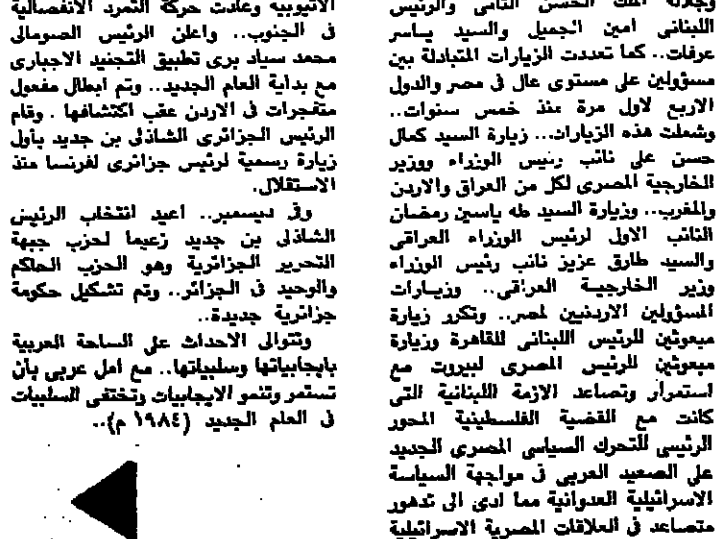 وجلالة الملك الحسن الثانى والرئيس
اللبنانى امين الجميل والسيد ياسر
عرفات.. كما تعددت الزيارات المتبادلة بين
مسؤولين على مستوى عال فى مصر والدول
الاربع لاول مرة منذ خمس سنوات..
وشملت هذه الزيارات... زيارة السيد كمال
حسن على نائب رئيس الوزراء ووزير
الخارجية المصرى لكل من العراق والاردن
والمغرب.. وزيارة السيد طه ياسين رمضان
النائب الاول لرئيس الوزراء العراقى
والسيد طارق عزيز نائب رئيس الوزراء
وزير الخارجية العراقى.. وزيارات
المسؤولين الاردنيين لمصر.. وتكرر زيارة
مبعوثين للرئيس اللبنانى للقاهرة وزيارة
مبعوثين للرئيس المصرى لبيروت مع
استمرار وتصاعد الازمة اللبنانية التى
كانت مع القضية الفلسطينية المحور
الرئيسى للتحرك السياسى المصرى الجديد
على الصعيد العربى فى مواجهة السياسة
الاسرائيلية العدوانية مما ادى الى تدهور
متصاعد فى العلاقات المصرية الاسرائيلية
الاثيوبية وعادت حركة التمرد الانفصالية
فى الجنوب.. واعلن الرئيس الصومالى
محمد سياد برى تطبيق التجنيد الاجبارى
مع بداية العام الجديد.. وتم ابطال مفعول
متفجرات فى الاردن عقب اكتشافها . وقام
الرئيس الجزائرى الشاذلى بن جديد بأول
زيارة رسمية لرئيس جزائرى لفرنسا منذ
الاستقلال.
وفى ديسمبر.. اعيد انتخاب الرئيس
الشاذلى بن جديد زعيما لحزب جبهة
التحرير الجزائرية وهو الحزب الحاكم
والوحيد فى الجزائر.. وتم تشكيل حكومة
جزائرية جديدة..
وتتوالى الاحداث على الساحة العربية
بايجابياتها وسلبياتها.. مع امل عربى بأن
تستمر وتنمو الايجابيات وتختفى السلبيات
فى العام الجديد (١٩٨٤ م)..